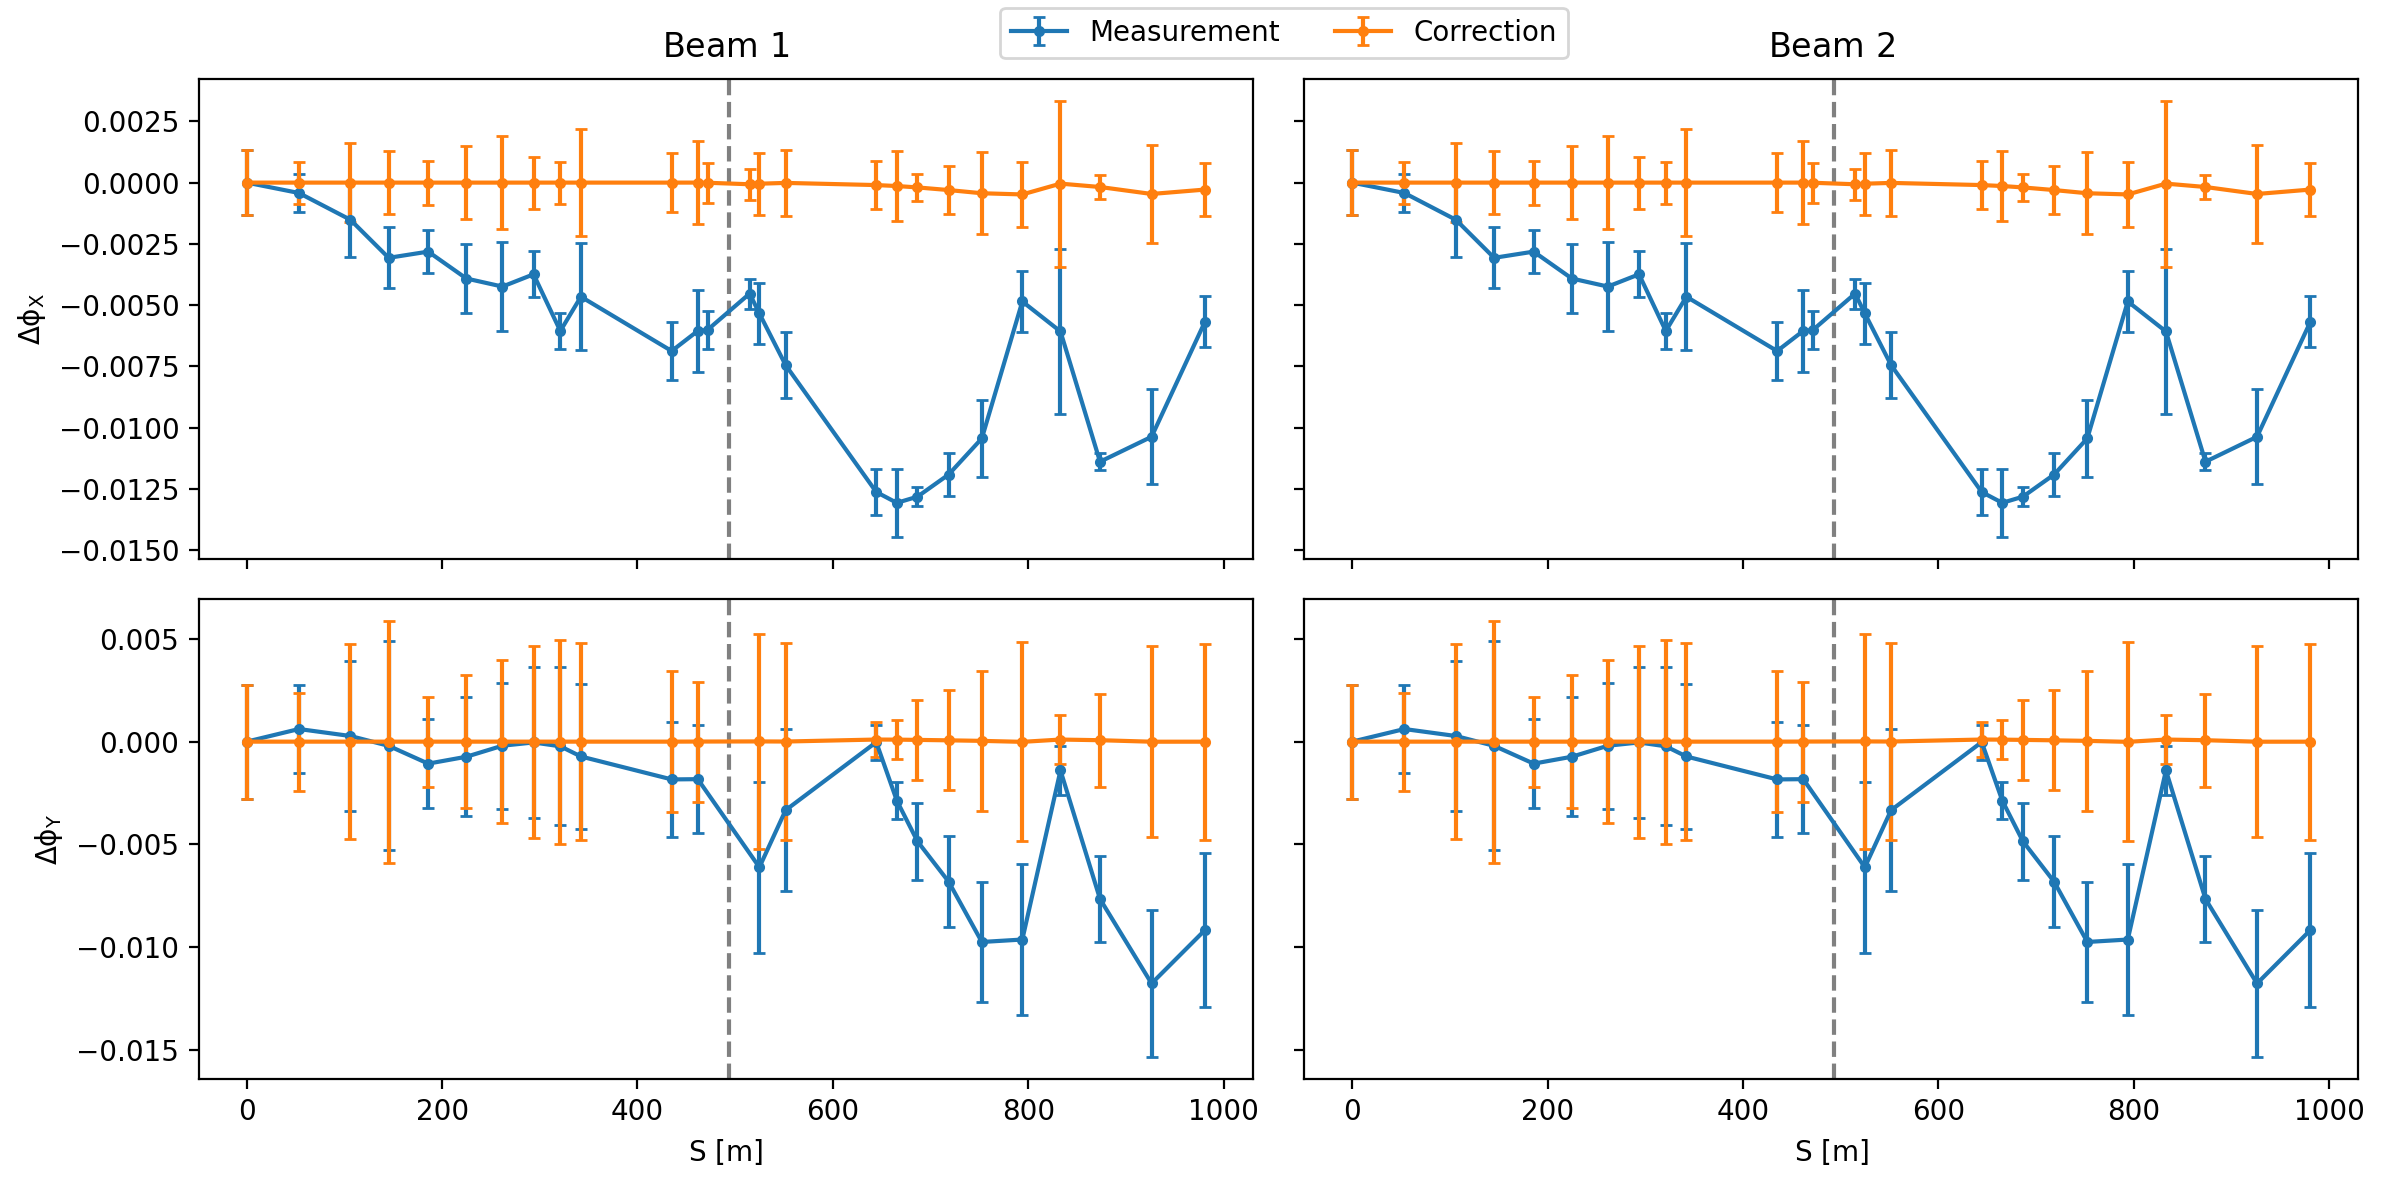 Measurement Correction
Beam 1 Beam 2
0.0025
0.0000
−0.0025
−0.0050
−0.0075
−0.0100
−0.0125
−0.0150
ΔϕX
0.005
0.000
−0.005
−0.010
−0.015
ΔϕY
0 200 400 600 800 1000 0 200 400 600 800 1000
S [m] S [m]